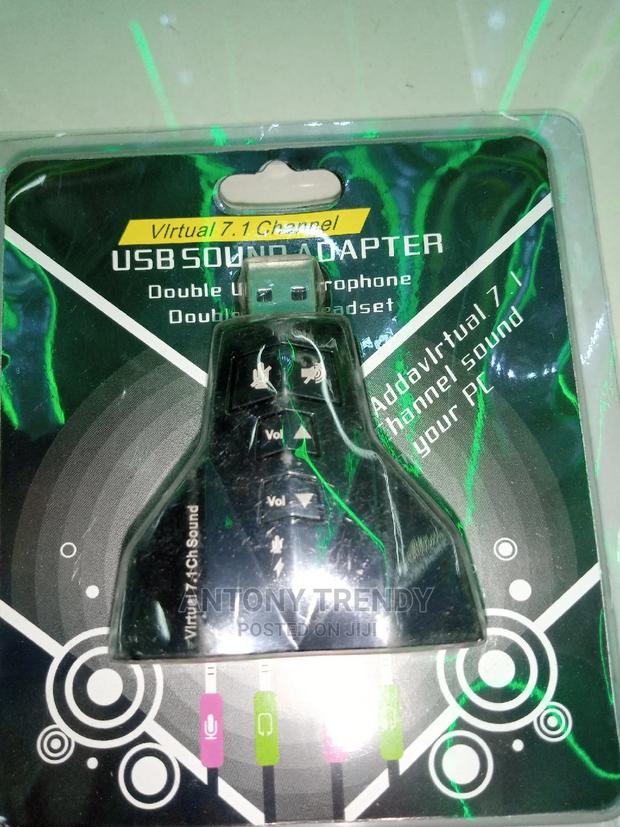 VIrtual 7.1 Channel
USB SOUND ADAPTER
Double
Double
Addavlrtual 7.1
channel sound
your PC
Vol
Vol
VIrtual 7.1Ch Sound
ANTONY TRENDY
POSTED ON JIJI